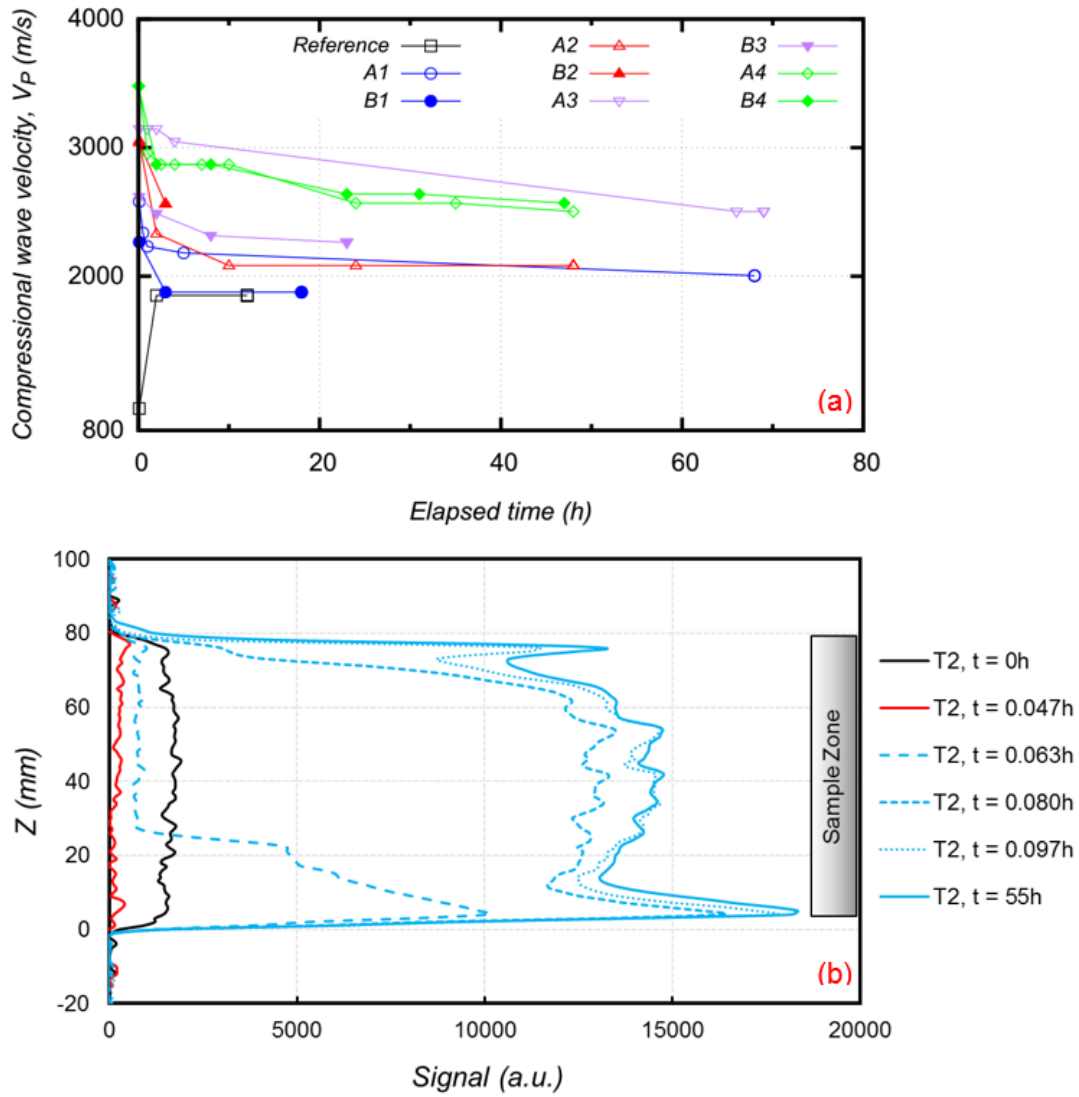 Compressional wave velocity, VP (m/s)
4000
3000
2000
800
Reference
A1
B1
A2
B2
A3
B3
A4
B4
(a)
0
20
40
60
80
Elapsed time (h)
Z (mm)
100
80
60
40
20
0
-20
Sample Zone
(b)
T2, t = 0h
T2, t = 0.047h
T2, t = 0.063h
T2, t = 0.080h
T2, t = 0.097h
T2, t = 55h
0
5000
10000
15000
20000
Signal (a.u.)